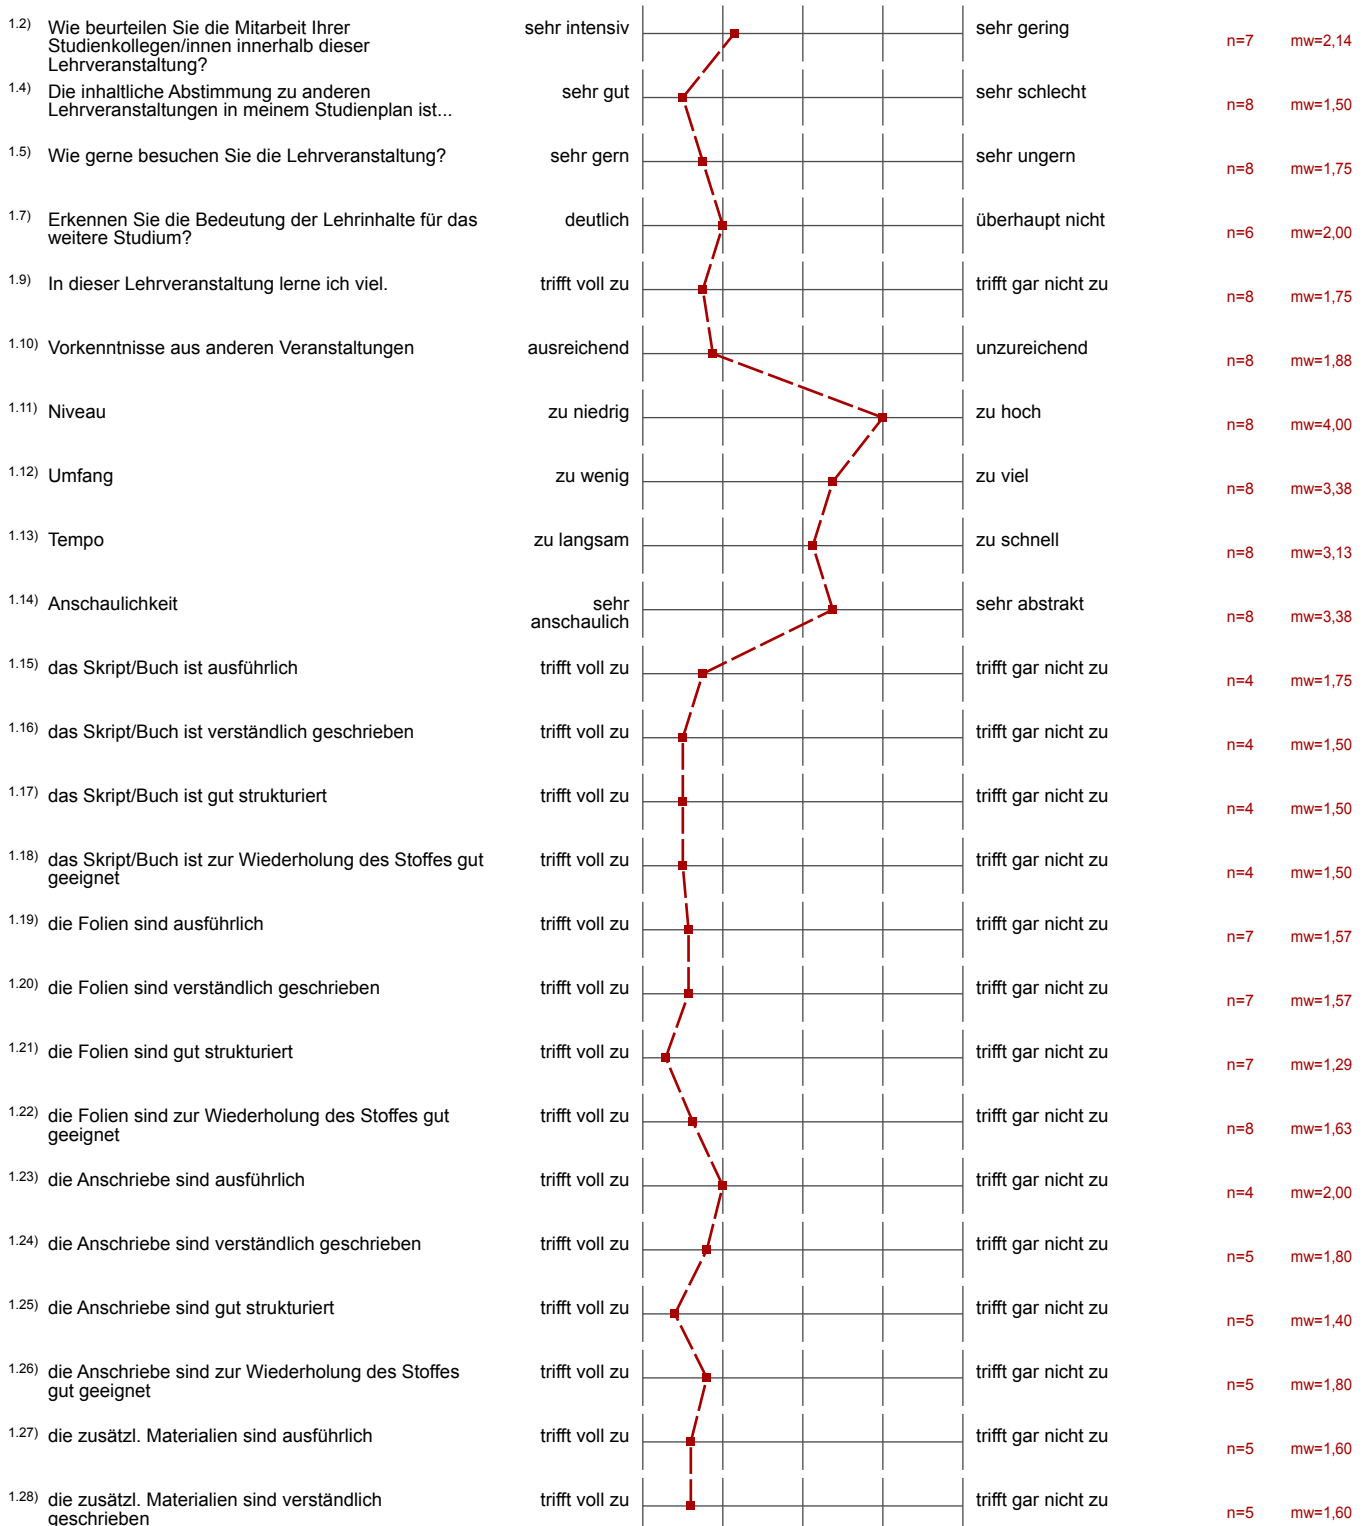 1.2) Wie beurteilen Sie die Mitarbeit Ihrer sehr intensiv sehr gering n=7 mw=2,14
Studienkollegen/innen innerhalb dieser
Lehrveranstaltung?
1.4) Die inhaltliche Abstimmung zu anderen sehr gut sehr schlecht n=8 mw=1,50
Lehrveranstaltungen in meinem Studienplan ist...
1.5) Wie gerne besuchen Sie die Lehrveranstaltung? sehr gern sehr ungern n=8 mw=1,75
1.7) Erkennen Sie die Bedeutung der Lehrinhalte für das deutlich überhaupt nicht n=6 mw=2,00
weitere Studium?
1.9) In dieser Lehrveranstaltung lerne ich viel. trifft voll zu trifft gar nicht zu n=8 mw=1,75
1.10) Vorkenntnisse aus anderen Veranstaltungen ausreichend unzureichend n=8 mw=1,88
1.11) Niveau zu niedrig zu hoch n=8 mw=4,00
1.12) Umfang zu wenig zu viel n=8 mw=3,38
1.13) Tempo zu langsam zu schnell n=8 mw=3,13
1.14) Anschaulichkeit sehr sehr abstrakt n=8 mw=3,38
anschaulich
1.15) das Skript/Buch ist ausführlich trifft voll zu trifft gar nicht zu n=4 mw=1,75
1.16) das Skript/Buch ist verständlich geschrieben trifft voll zu trifft gar nicht zu n=4 mw=1,50
1.17) das Skript/Buch ist gut strukturiert trifft voll zu trifft gar nicht zu n=4 mw=1,50
1.18) das Skript/Buch ist zur Wiederholung des Stoffes gut trifft voll zu trifft gar nicht zu n=4 mw=1,50
geeignet
1.19) die Folien sind ausführlich trifft voll zu trifft gar nicht zu n=7 mw=1,57
1.20) die Folien sind verständlich geschrieben trifft voll zu trifft gar nicht zu n=7 mw=1,57
1.21) die Folien sind gut strukturiert trifft voll zu trifft gar nicht zu n=7 mw=1,29
1.22) die Folien sind zur Wiederholung des Stoffes gut trifft voll zu trifft gar nicht zu n=8 mw=1,63
geeignet
1.23) die Anschriebe sind ausführlich trifft voll zu trifft gar nicht zu n=4 mw=2,00
1.24) die Anschriebe sind verständlich geschrieben trifft voll zu trifft gar nicht zu n=5 mw=1,80
1.25) die Anschriebe sind gut strukturiert trifft voll zu trifft gar nicht zu n=5 mw=1,40
1.26) die Anschriebe sind zur Wiederholung des Stoffes trifft voll zu trifft gar nicht zu n=5 mw=1,80
gut geeignet
1.27) die zusätzl. Materialien sind ausführlich trifft voll zu trifft gar nicht zu n=5 mw=1,60
1.28) die zusätzl. Materialien sind verständlich trifft voll zu trifft gar nicht zu n=5 mw=1,60
geschrieben